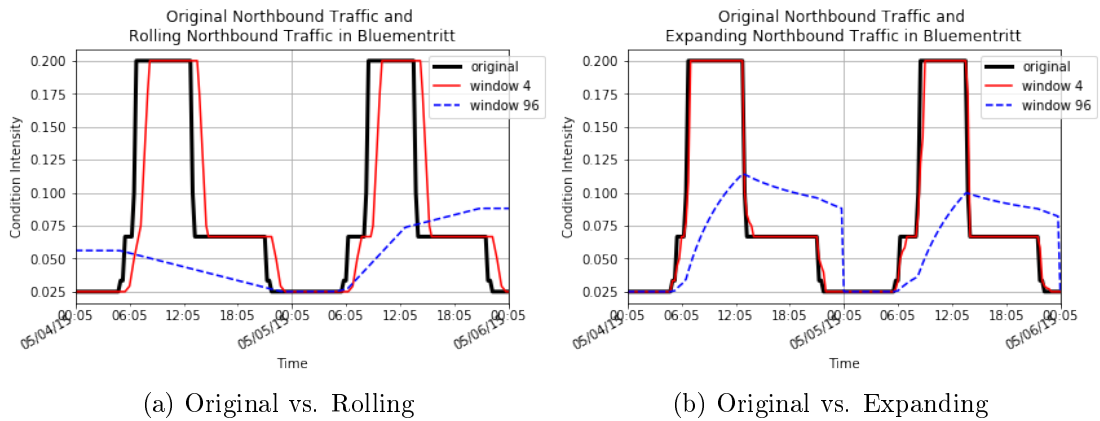 Original Northbound Traffic and
Rolling Northbound Traffic in Bluementritt
0.200
0.175
0.150
0.125
0.100
0.075
0.050
0.025
Condition Intensity
original
window 4
window 96
00:05
06:05
12:05
18:05
00:05
06:05
12:05
18:05
00:05
05/04/15
05/05/15
05/06/15
Time
(a) Original vs. Rolling
Original Northbound Traffic and
Expanding Northbound Traffic in Bluementritt
0.200
0.175
0.150
0.125
0.100
0.075
0.050
0.025
Condition Intensity
original
window 4
window 96
00:05
06:05
12:05
18:05
00:05
06:05
12:05
18:05
00:05
05/04/15
05/05/15
05/06/15
Time
(b) Original vs. Expanding